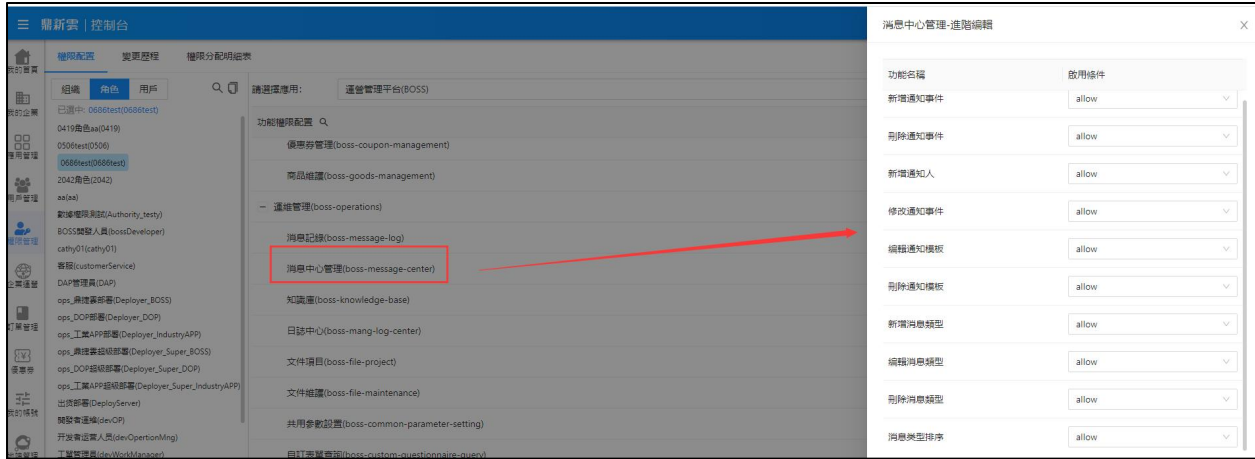 鼎新雲 | 控制台
權限配置 變更歷程 權限分配明細表
我的首頁
我的企業
應用管理
用戶管理
權限管理
企業運營
訂單管理
優惠券
我的帳號
組織 角色 用戶
已選中: 0686test(0686test)
0419角色aa(0419)
0506test(0506)
0686test(0686test)
2042角色(2042)
aa(aa)
數據權限測試(Authority_testy)
BOSS開發人員(bossDeveloper)
cathy01(cathy01)
客服(customerService)
DAP管理員(DAP)
ops_鼎捷雲部署(Deployer_BOSS)
ops_DOP部署(Deployer_DOP)
ops_工業APP部署(Deployer_IndustryAPP)
ops_鼎捷雲超級部署(Deployer_Super_BOSS)
ops_DOP超級部署(Deployer_Super_DOP)
ops_工業APP超級部署(Deployer_Super_IndustryAPP)
出货部署(DeployServer)
開發者運維(devOP)
开发者运营人员(devOpertionMng)
工單管理員(devWorkManager)
請選擇應用: 運營管理平台(BOSS)
功能權限配置
優惠券管理(boss-coupon-management)
商品維護(boss-goods-management)
− 運維管理(boss-operations)
消息記錄(boss-message-log)
消息中心管理(boss-message-center)
知識庫(boss-knowledge-base)
日誌中心(boss-mang-log-center)
文件項目(boss-file-project)
文件維護(boss-file-maintenance)
共用參數設置(boss-common-parameter-setting)
自訂表單查詢(boss-custom-questionnaire-query)
消息中心管理-進階編輯
功能名稱 啟用條件
新增通知事件 allow
刪除通知事件 allow
新增通知人 allow
修改通知事件 allow
编輯通知模板 allow
刪除通知模板 allow
新增消息類型 allow
编輯消息類型 allow
刪除消息類型 allow
消息类型排序 allow